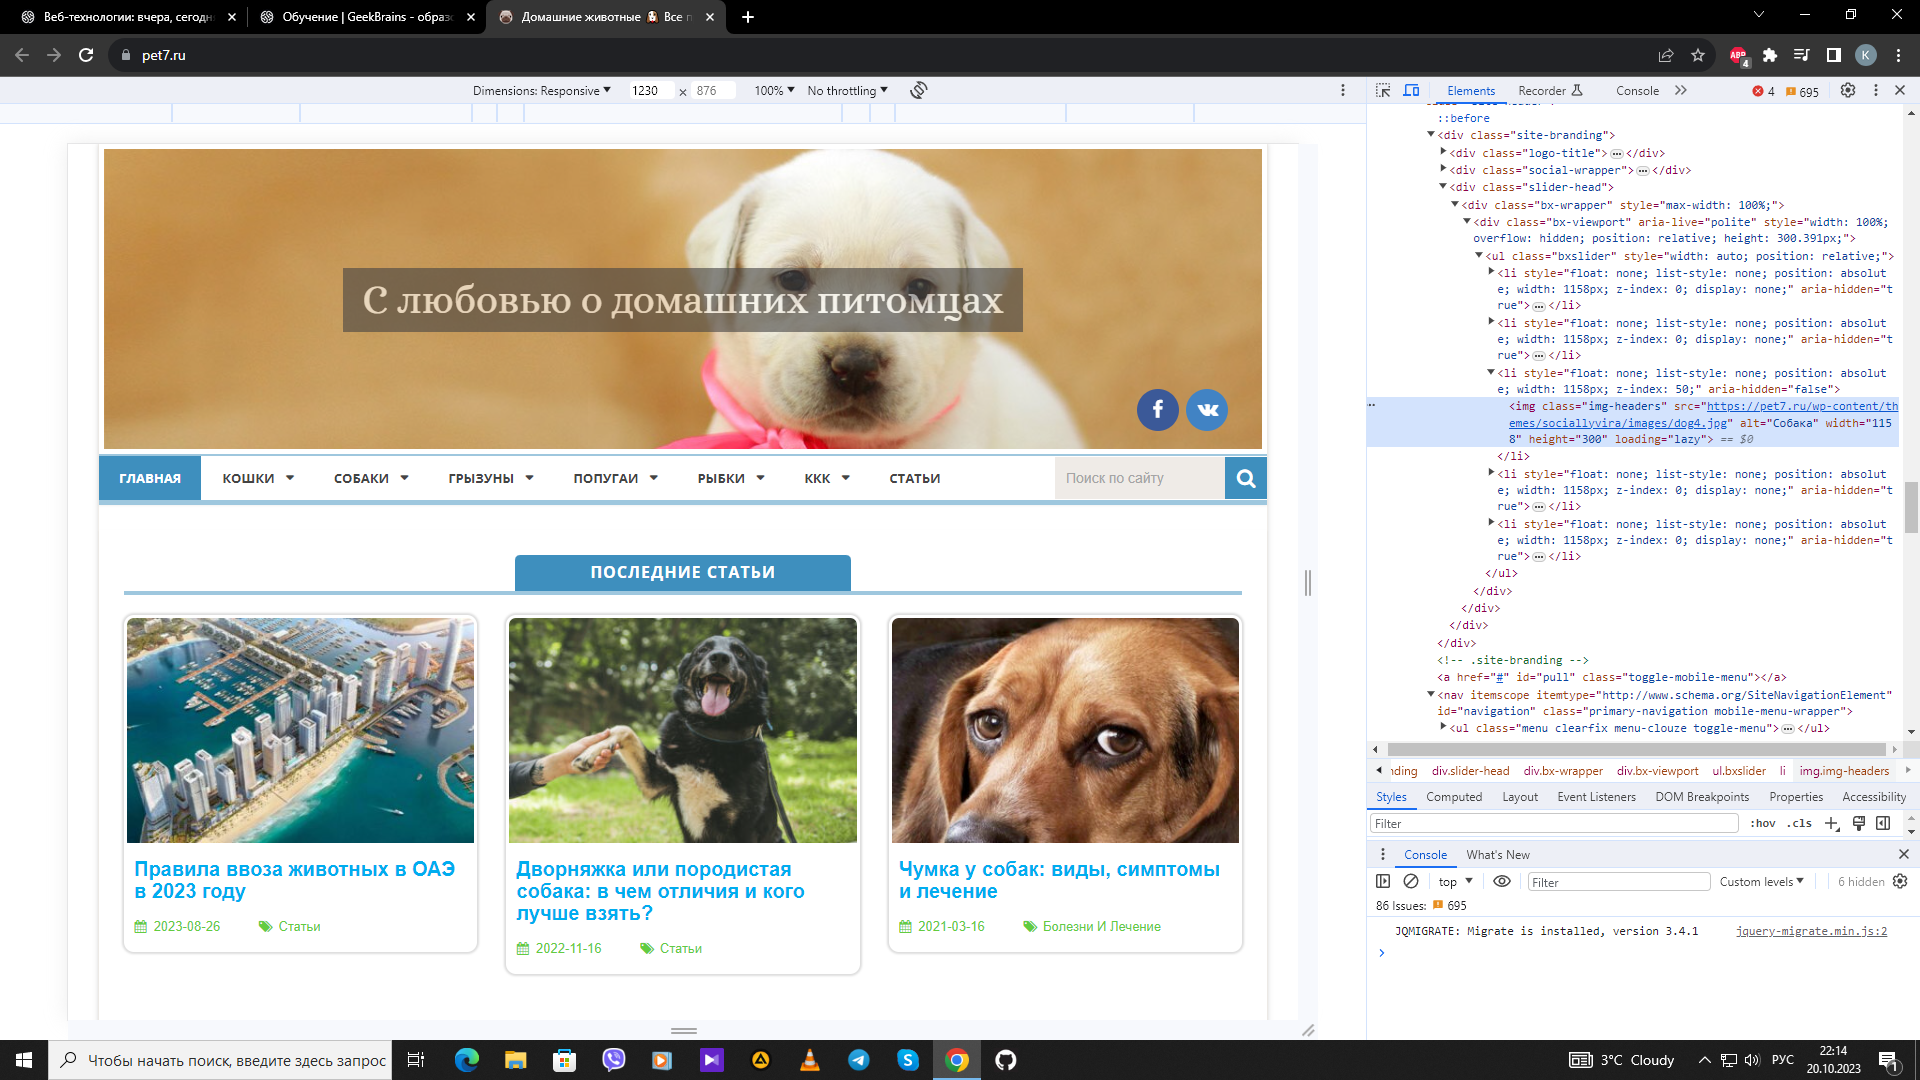 Веб-технологии: вчера, сегодн
Обучение | GeekBrains - образо
Домашние животные Все п
pet7.ru
ABP
4
K
Dimensions: Responsive
1230 × 876
100%
No throttling
С любовью о домашних питомцах
ГЛАВНАЯ
КОШКИ
СОБАКИ
ГРЫЗУНЫ
ПОПУГАИ
РЫБКИ
ККК
СТАТЬИ
Поиск по сайту
ПОСЛЕДНИЕ СТАТЬИ
Правила ввоза животных в ОАЭ
в 2023 году
2023-08-26
Статьи
Дворняжка или породистая
собака: в чем отличия и кого
лучше взять?
2022-11-16
Статьи
Чумка у собак: виды, симптомы
и лечение
2021-03-16
Болезни И Лечение
Elements
Recorder
Console
4
695
::before
<div class="site-branding">
<div class="logo-title">…</div>
<div class="social-wrapper">…</div>
<div class="slider-head">
<div class="bx-wrapper" style="max-width: 100%;">
<div class="bx-viewport" aria-live="polite" style="width: 100%;
overflow: hidden; position: relative; height: 300.391px;">
<ul class="bxslider" style="width: auto; position: relative;">
<li style="float: none; list-style: none; position: absolut
e; width: 1158px; z-index: 0; display: none;" aria-hidden="t
rue">…</li>
<li style="float: none; list-style: none; position: absolut
e; width: 1158px; z-index: 0; display: none;" aria-hidden="t
rue">…</li>
<li style="float: none; list-style: none; position: absolut
e; width: 1158px; z-index: 50;" aria-hidden="false">
<img class="img-headers" src="https://pet7.ru/wp-content/th
emes/sociallyvira/images/dog4.jpg" alt="Собака" width="115
8" height="300" loading="lazy"> == $0
</li>
<li style="float: none; list-style: none; position: absolut
e; width: 1158px; z-index: 0; display: none;" aria-hidden="t
rue">…</li>
<li style="float: none; list-style: none; position: absolut
e; width: 1158px; z-index: 0; display: none;" aria-hidden="t
rue">…</li>
</ul>
</div>
</div>
</div>
</div>
<!-- .site-branding -->
<a href="#" id="pull" class="toggle-mobile-menu"></a>
<nav itemscope itemtype="http://www.schema.org/SiteNavigationElement"
id="navigation" class="primary-navigation mobile-menu-wrapper">
<ul class="menu clearfix menu-clouze toggle-menu">…</ul>
nding
div.slider-head
div.bx-wrapper
div.bx-viewport
ul.bxslider
li
img.img-headers
Styles
Computed
Layout
Event Listeners
DOM Breakpoints
Properties
Accessibility
Filter
:hov
.cls
Console
What's New
top
Filter
Custom levels
6 hidden
86 Issues: 695
JQMIGRATE: Migrate is installed, version 3.4.1
jquery-migrate.min.js:2
Чтобы начать поиск, введите здесь запрос
3°C Cloudy
РУС
22:14
20.10.2023
1